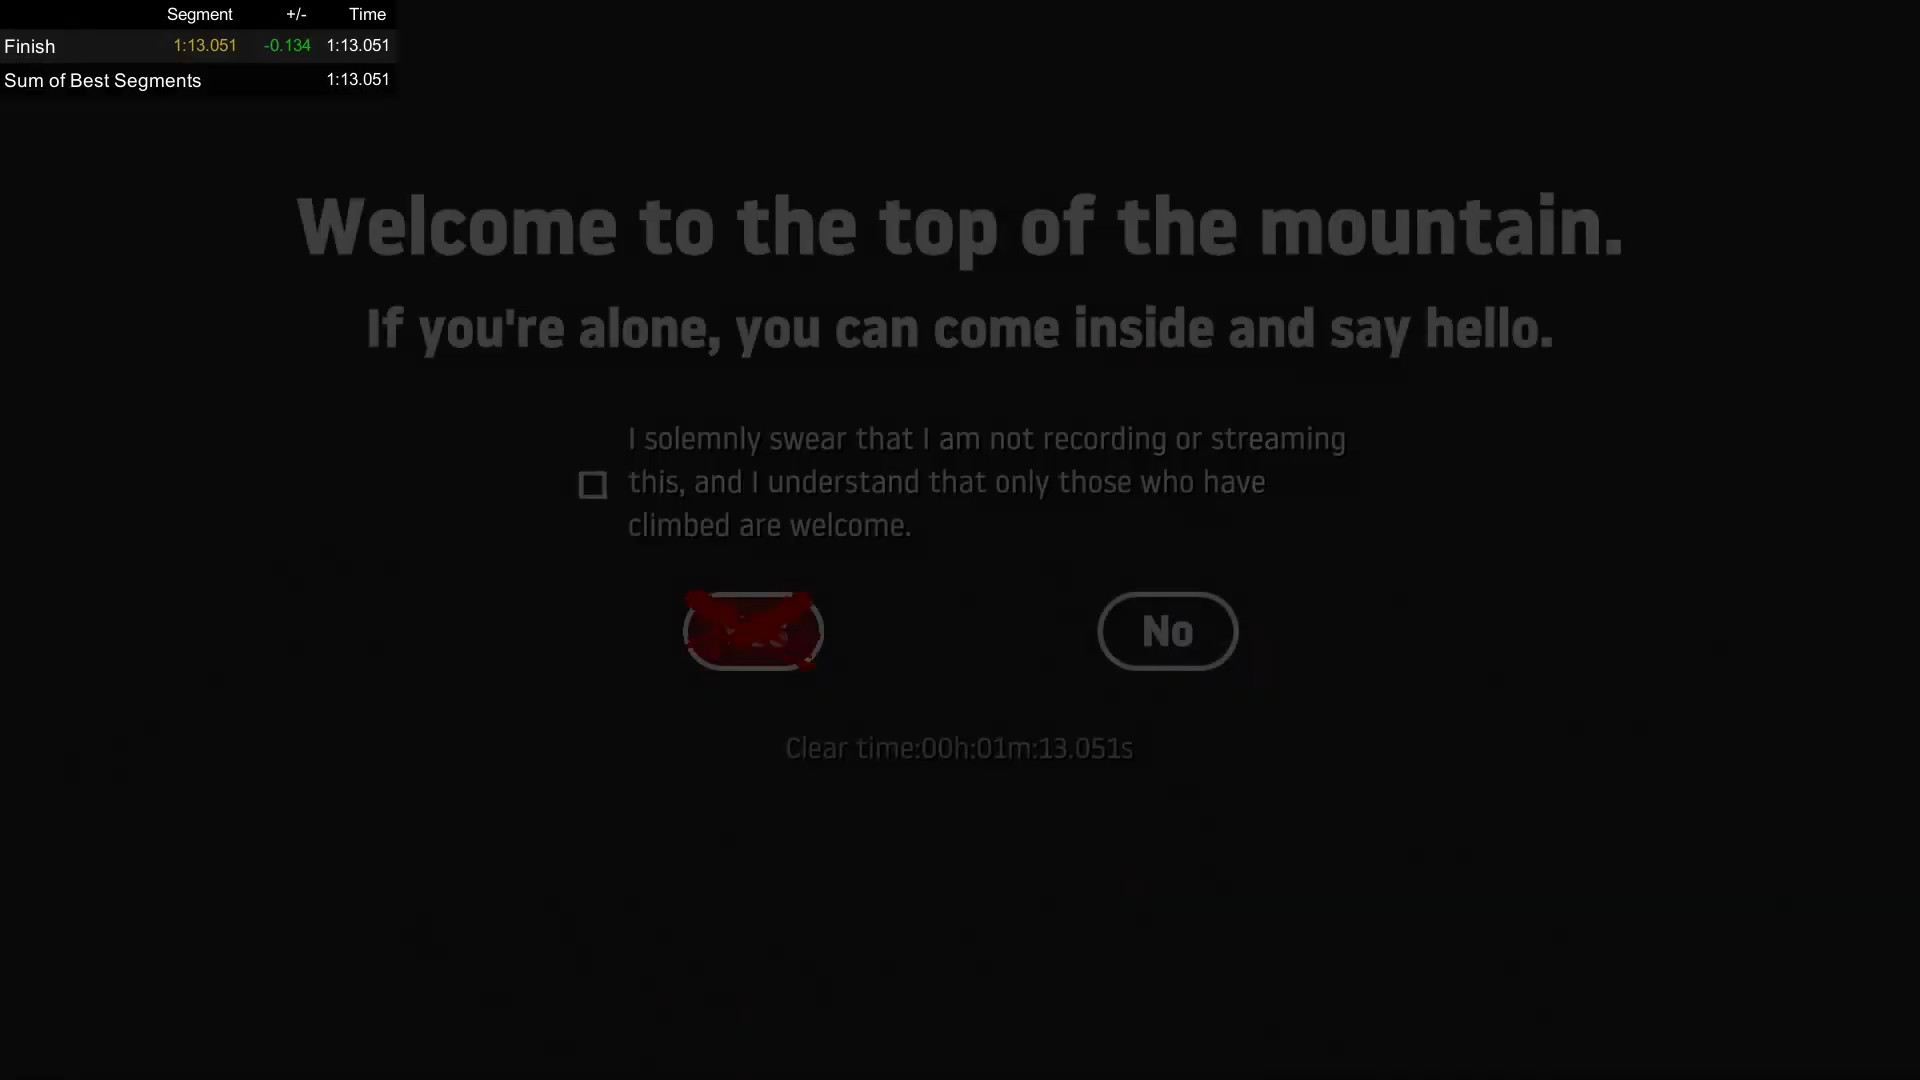 Segment +/- Time
Finish 1:13.051 -0.134 1:13.051
Sum of Best Segments 1:13.051
Welcome to the top of the mountain.
If you're alone, you can come inside and say hello.
I solemnly swear that I am not recording or streaming
this, and I understand that only those who have
climbed are welcome.
No
Clear time:00h:01m:13.051s